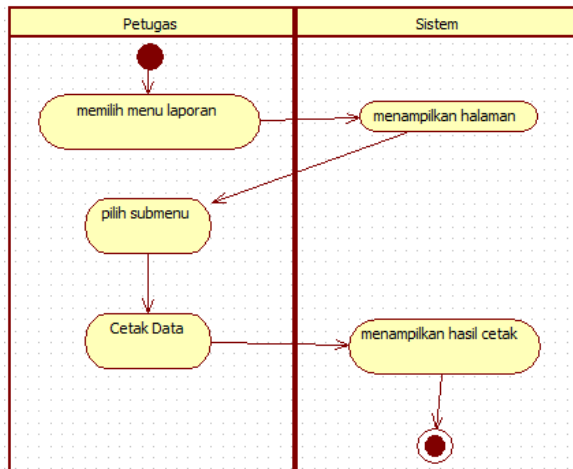 Petugas
Sistem
memilih menu laporan
menampilkan halaman
pilih submenu
Cetak Data
menampilkan hasil cetak